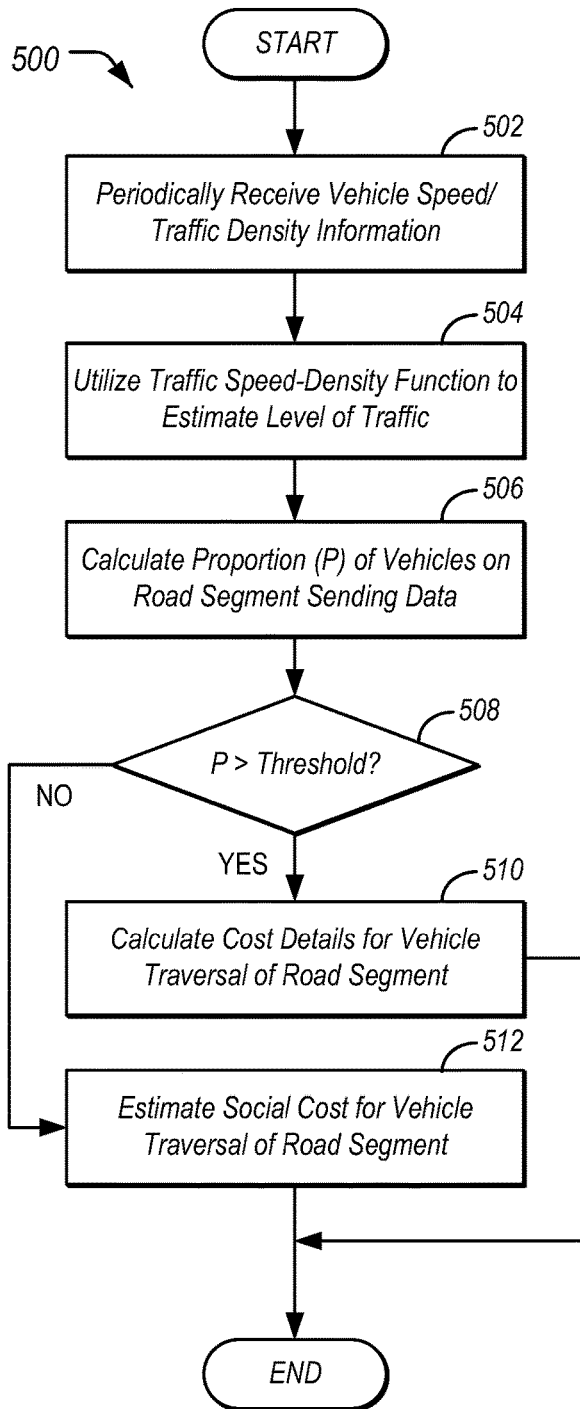 START
500
502
Periodically Receive Vehicle Speed/
Traffic Density Information
504
Utilize Traffic Speed-Density Function to
Estimate Level of Traffic
506
Calculate Proportion (P) of Vehicles on
Road Segment Sending Data
508
P > Threshold?
NO
YES
510
Calculate Cost Details for Vehicle
Traversal of Road Segment
512
Estimate Social Cost for Vehicle
Traversal of Road Segment
END